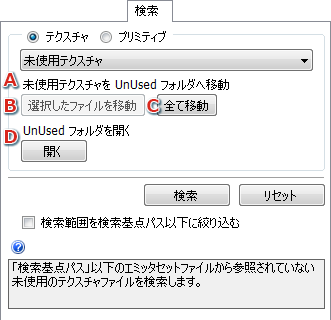 検索
テクスチャ プリミティブ
未使用テクスチャ
A 未使用テクスチャを UnUsed フォルダへ移動
B 選択したファイルを移動 C 全て移動
D UnUsed フォルダを開く
開く
検索 リセット
検索範囲を検索基点パス以下に絞り込む
?
「検索基点パス」以下のエミッタセットファイルから参照されていない
未使用のテクスチャファイルを検索します。